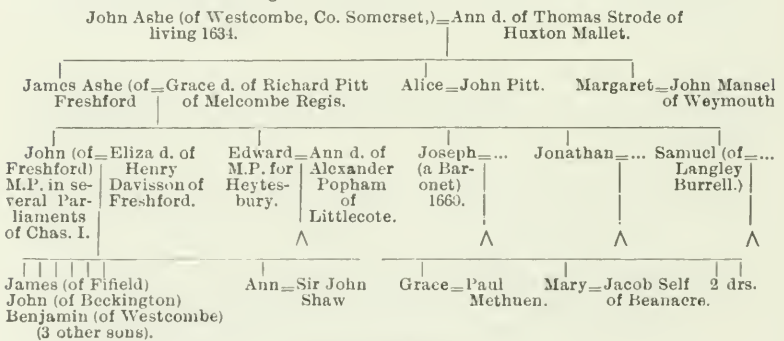 John Ashe (of Westcombe, Co. Somerset,)=Ann d. of Thomas Strode of
living 1634. Huxton Mallet.
James Ashe (of=Grace d. of Richard Pitt Alice=John Pitt. Margaret=John Mansel
Freshford of Melcombe Regis. of Weymouth
John (of=Eliza d. of Edward=Ann d. of Joseph=... Jonathan=... Samuel (of=...
Freshford) Henry M.P. for Alexander (a Bar- Langley
M.P. in se- Davisson of Heytes- Popham onet) Burrell.)
veral Par- Freshford. bury. of 1660.
liaments Littlecote.
of Chas. I.
James (of Fifield) Ann=Sir John Grace=Paul Mary=Jacob Self 2 drs.
John (of Beckington) Shaw Methuen. of Beanacre.
Benjamin (of Westcombe)
(3 other sons).